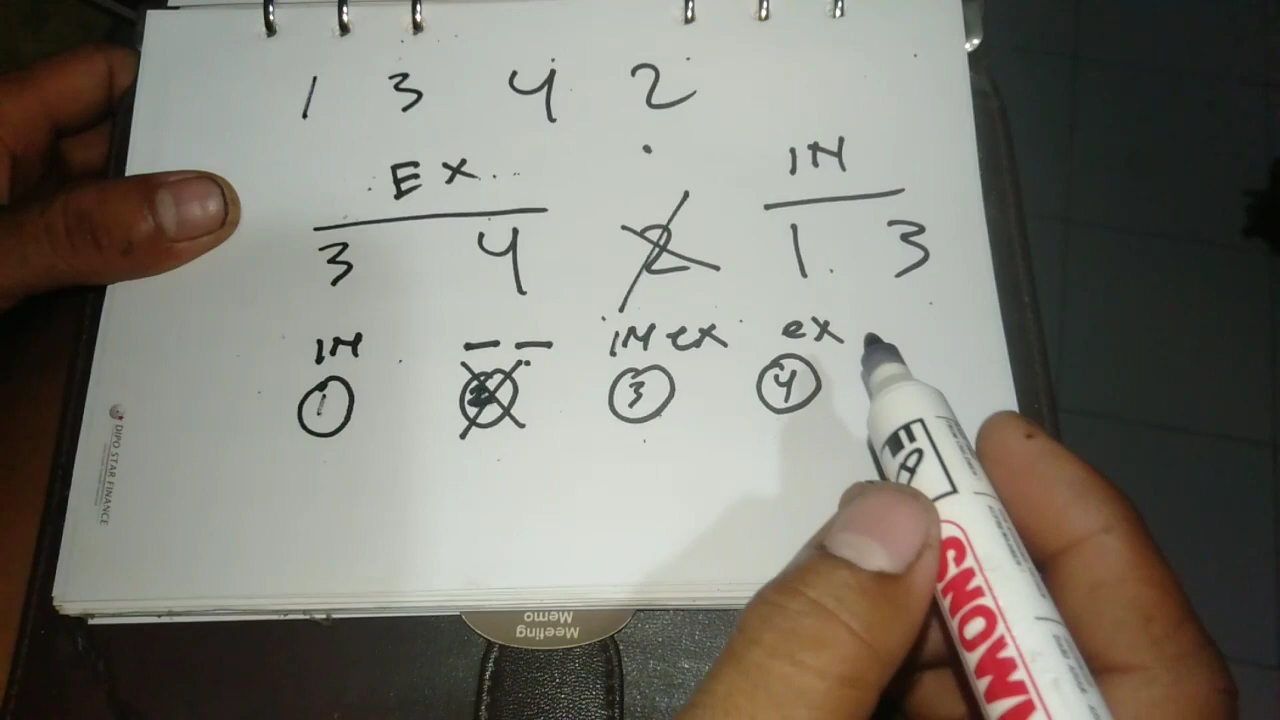 1 3 4 2
EX IN
3 4 2 1. 3
IN — — IN ex ex
1 2 3 4
DIPO STAR FINANCE
Meeting
Memo
SNOWMAN